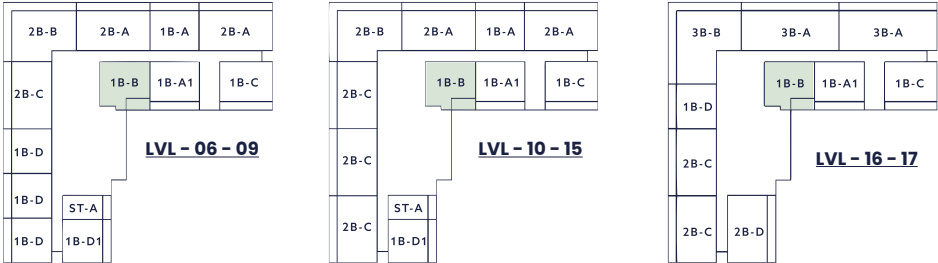 2B-B 2B-A 1B-A 2B-A
1B-B 1B-A1 1B-C
2B-C
1B-D
LVL - 06 - 09
1B-D
ST-A
1B-D 1B-D1
2B-B 2B-A 1B-A 2B-A
1B-B 1B-A1 1B-C
2B-C
2B-C
LVL - 10 - 15
ST-A
2B-C 1B-D1
3B-B 3B-A 3B-A
1B-B 1B-A1 1B-C
1B-D
2B-C
LVL - 16 - 17
2B-C 2B-D